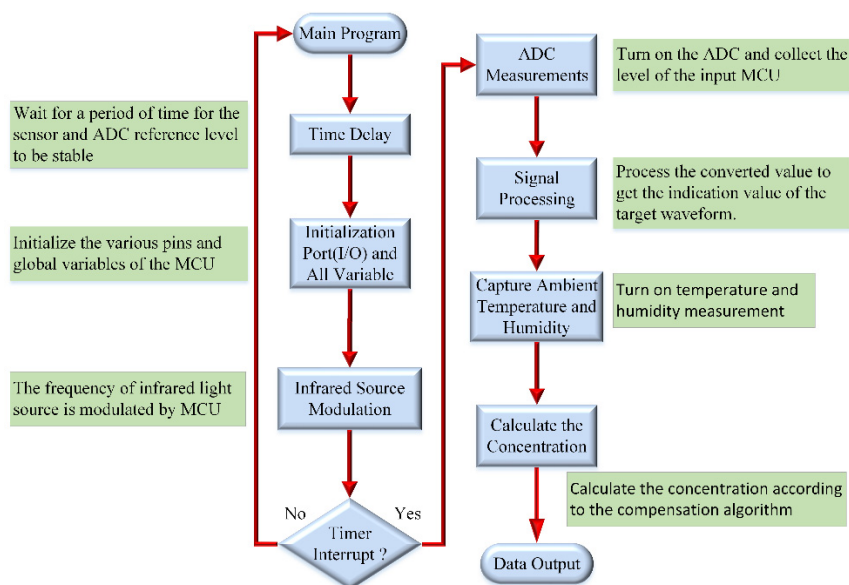 Main Program
Wait for a period of time for the
sensor and ADC reference level
to be stable
Time Delay
Initialize the various pins and
global variables of the MCU
Initialization
Port(I/O) and
All Variable
The frequency of infrared light
source is modulated by MCU
Infrared Source
Modulation
No
Yes
Timer
Interrupt ?
ADC
Measurements
Turn on the ADC and collect the
level of the input MCU
Signal
Processing
Process the converted value to
get the indication value of the
target waveform.
Capture Ambient
Temperature and
Humidity
Turn on temperature and
humidity measurement
Calculate the
Concentration
Calculate the concentration according
to the compensation algorithm
Data Output